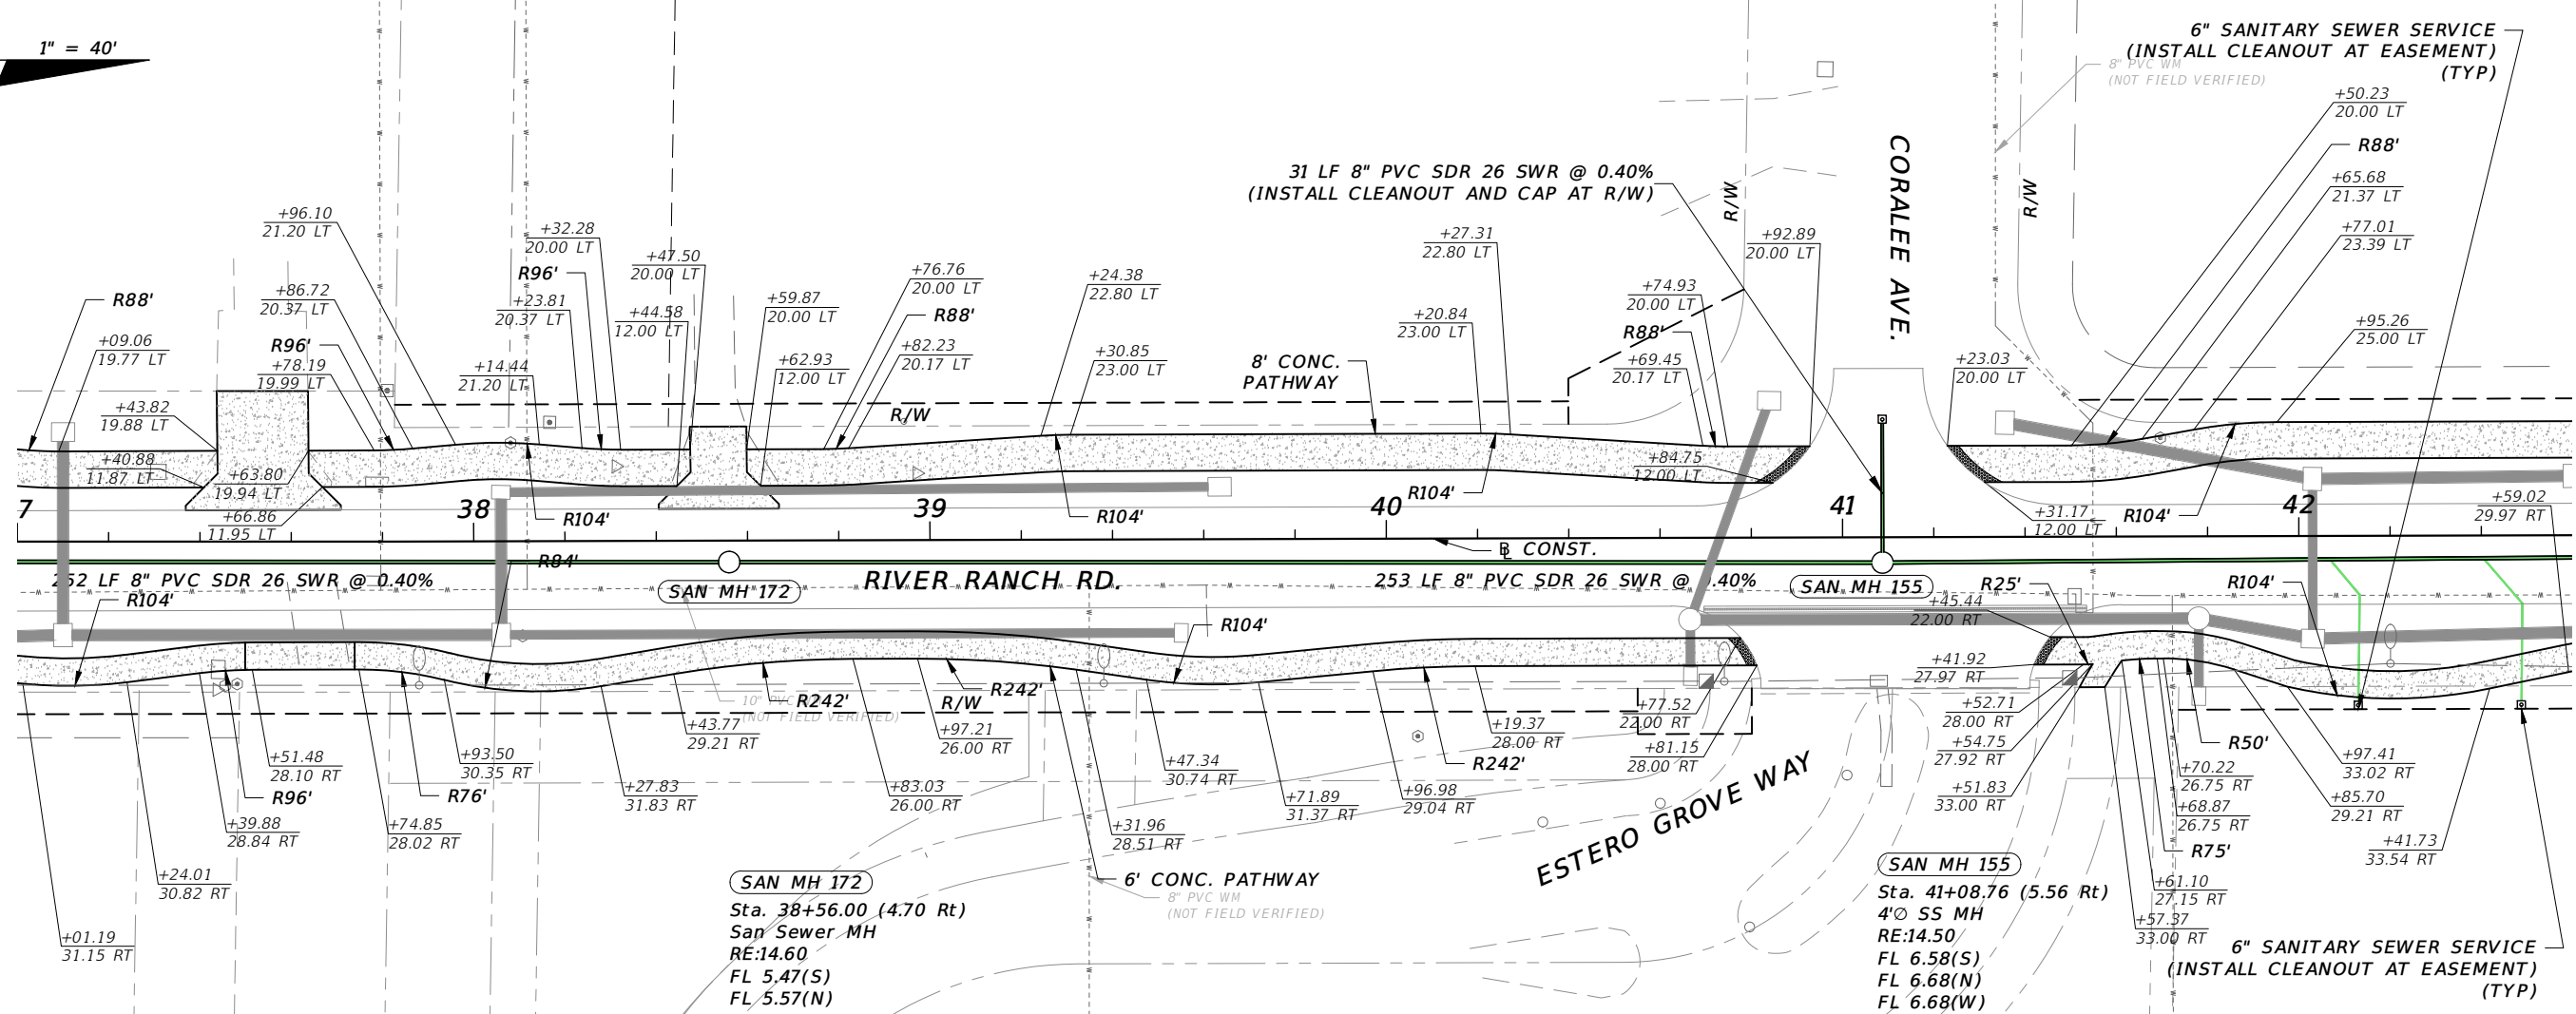 1" = 40'
6" SANITARY SEWER SERVICE
(INSTALL CLEANOUT AT EASEMENT)
(TYP)
8" PVC WM
(NOT FIELD VERIFIED)
+50.23
20.00 LT
R88'
+65.68
21.37 LT
+77.01
23.39 LT
+95.26
25.00 LT
31 LF 8" PVC SDR 26 SWR @ 0.40%
(INSTALL CLEANOUT AND CAP AT R/W)
R/W
CORALEE AVE.
R/W
+96.10
21.20 LT
+32.28
20.00 LT
+47.50
20.00 LT
R96'
+27.31
22.80 LT
+92.89
20.00 LT
R88'
+86.72
20.37 LT
+23.81
20.37 LT
+44.58
12.00 LT
+59.87
20.00 LT
+76.76
20.00 LT
R88'
+24.38
22.80 LT
+20.84
23.00 LT
+74.93
20.00 LT
R88'
+09.06
19.77 LT
R96'
+78.19
19.99 LT
+14.44
21.20 LT
+62.93
12.00 LT
+82.23
20.17 LT
+30.85
23.00 LT
8' CONC.
PATHWAY
+69.45
20.17 LT
+23.03
20.00 LT
+43.82
19.88 LT
R/W
+40.88
11.87 LT
+63.80
19.94 LT
+84.75
12.00 LT
+66.86
11.95 LT
R104'
R104'
R104'
+31.17
12.00 LT
R104'
+59.02
29.97 RT
7
38
39
40
41
42
BL CONST.
R84'
252 LF 8" PVC SDR 26 SWR @ 0.40%
R104'
SAN MH 172
RIVER RANCH RD.
253 LF 8" PVC SDR 26 SWR @ 0.40%
SAN MH 155
R25'
R104'
+45.44
22.00 RT
R104'
+41.92
27.97 RT
10" PVC
(NOT FIELD VERIFIED)
R242'
R242'
R/W
+77.52
22.00 RT
+52.71
28.00 RT
+51.48
28.10 RT
+93.50
30.35 RT
+43.77
29.21 RT
+97.21
26.00 RT
+47.34
30.74 RT
+19.37
28.00 RT
R242'
+81.15
28.00 RT
+54.75
27.92 RT
R50'
R96'
R76'
+27.83
31.83 RT
+83.03
26.00 RT
+71.89
31.37 RT
+96.98
29.04 RT
+51.83
33.00 RT
+70.22
26.75 RT
+97.41
33.02 RT
+39.88
28.84 RT
+74.85
28.02 RT
+31.96
28.51 RT
+68.87
26.75 RT
+85.70
29.21 RT
R75'
+41.73
33.54 RT
ESTERO GROVE WAY
+24.01
30.82 RT
6' CONC. PATHWAY
8" PVC WM
(NOT FIELD VERIFIED)
+61.10
27.15 RT
+57.37
33.00 RT
+01.19
31.15 RT
SAN MH 172
Sta. 38+56.00 (4.70 Rt)
San Sewer MH
RE:14.60
FL 5.47(S)
FL 5.57(N)
SAN MH 155
Sta. 41+08.76 (5.56 Rt)
4'∅ SS MH
RE:14.50
FL 6.58(S)
FL 6.68(N)
FL 6.68(W)
6" SANITARY SEWER SERVICE
(INSTALL CLEANOUT AT EASEMENT)
(TYP)